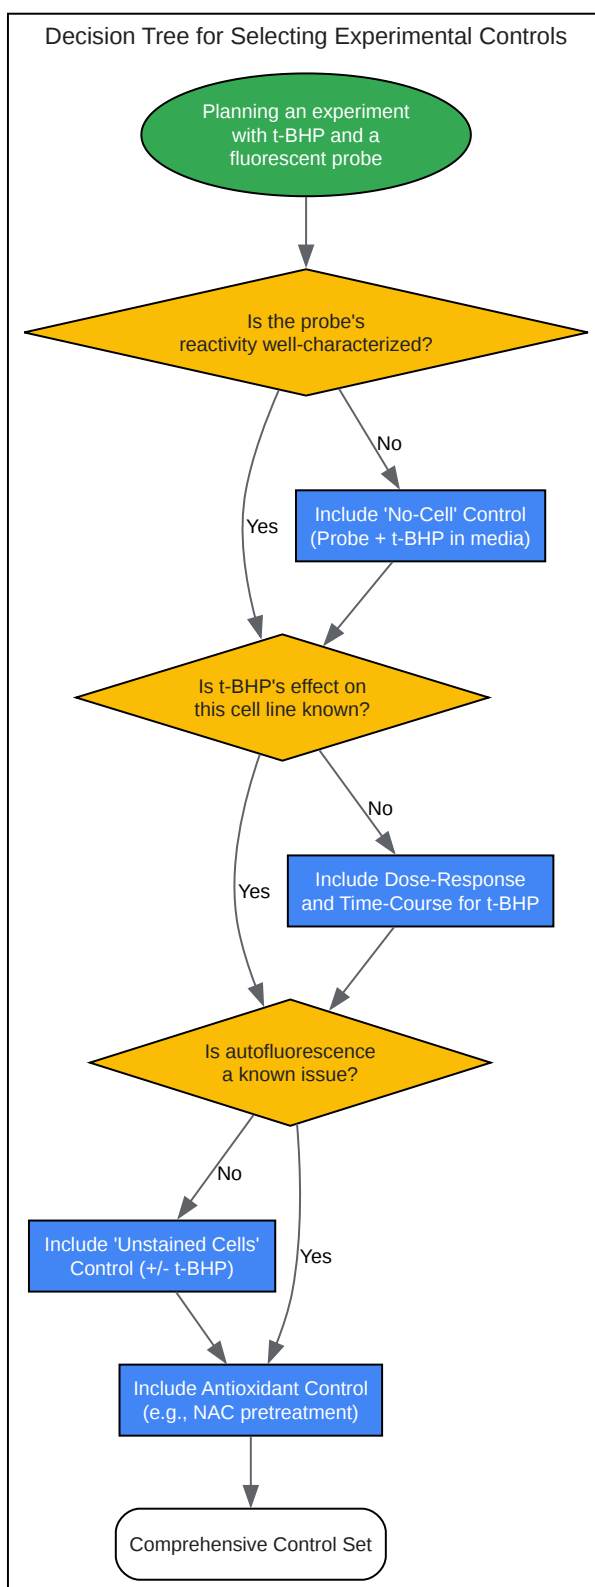 Decision Tree for Selecting Experimental Controls
Planning an experiment
with t-BHP and a
fluorescent probe
Is the probe's
reactivity well-characterized?
No
Yes
Include 'No-Cell' Control
(Probe + t-BHP in media)
Is t-BHP's effect on
this cell line known?
No
Yes
Include Dose-Response
and Time-Course for t-BHP
Is autofluorescence
a known issue?
No
Yes
Include 'Unstained Cells'
Control (+/- t-BHP)
Include Antioxidant Control
(e.g., NAC pretreatment)
Comprehensive Control Set